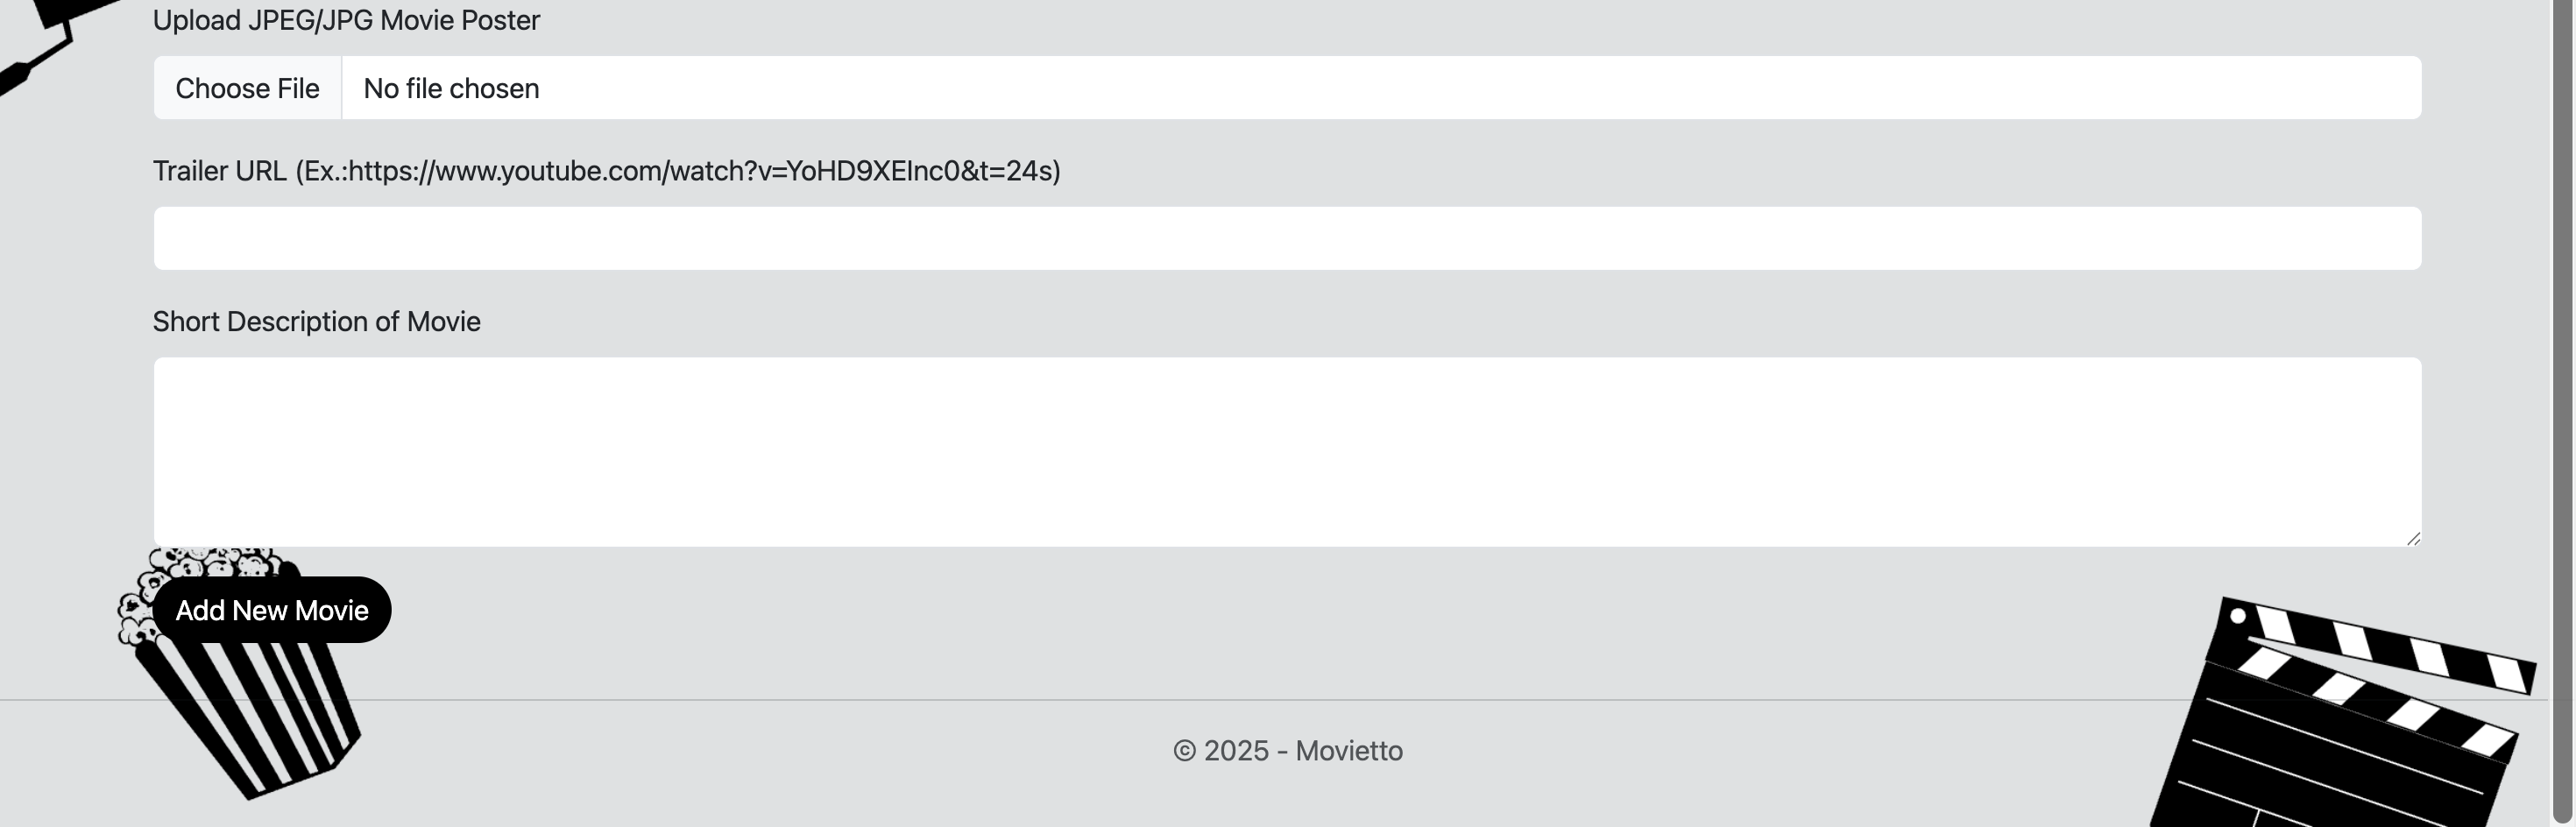 Upload JPEG/JPG Movie Poster
Choose File No file chosen
Trailer URL (Ex.:https://www.youtube.com/watch?v=YoHD9XEInc0&t=24s)
Short Description of Movie
Add New Movie
© 2025 - Movietto